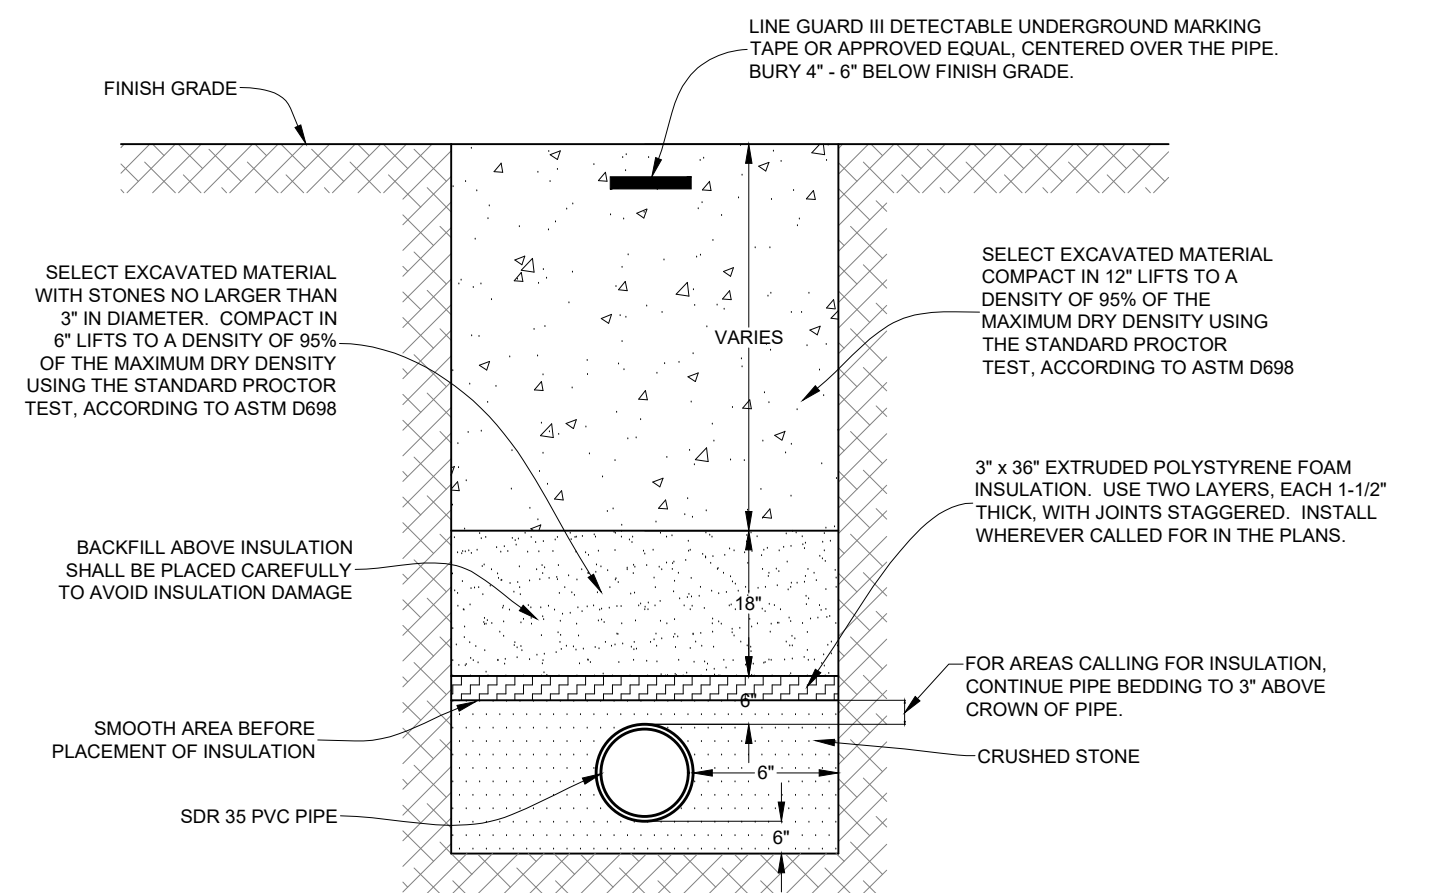 LINE GUARD III DETECTABLE UNDERGROUND MARKING
TAPE OR APPROVED EQUAL, CENTERED OVER THE PIPE.
BURY 4" - 6" BELOW FINISH GRADE.
FINISH GRADE
SELECT EXCAVATED MATERIAL
WITH STONES NO LARGER THAN
3" IN DIAMETER.  COMPACT IN
6" LIFTS TO A DENSITY OF 95%
OF THE MAXIMUM DRY DENSITY
USING THE STANDARD PROCTOR
TEST, ACCORDING TO ASTM D698
SELECT EXCAVATED MATERIAL
COMPACT IN 12" LIFTS TO A
DENSITY OF 95% OF THE
MAXIMUM DRY DENSITY USING
THE STANDARD PROCTOR
TEST, ACCORDING TO ASTM D698
VARIES
3" x 36" EXTRUDED POLYSTYRENE FOAM
INSULATION.  USE TWO LAYERS, EACH 1-1/2"
THICK, WITH JOINTS STAGGERED.  INSTALL
WHEREVER CALLED FOR IN THE PLANS.
BACKFILL ABOVE INSULATION
SHALL BE PLACED CAREFULLY
TO AVOID INSULATION DAMAGE
18"
FOR AREAS CALLING FOR INSULATION,
CONTINUE PIPE BEDDING TO 3" ABOVE
CROWN OF PIPE.
6"
SMOOTH AREA BEFORE
PLACEMENT OF INSULATION
CRUSHED STONE
6"
SDR 35 PVC PIPE
6"